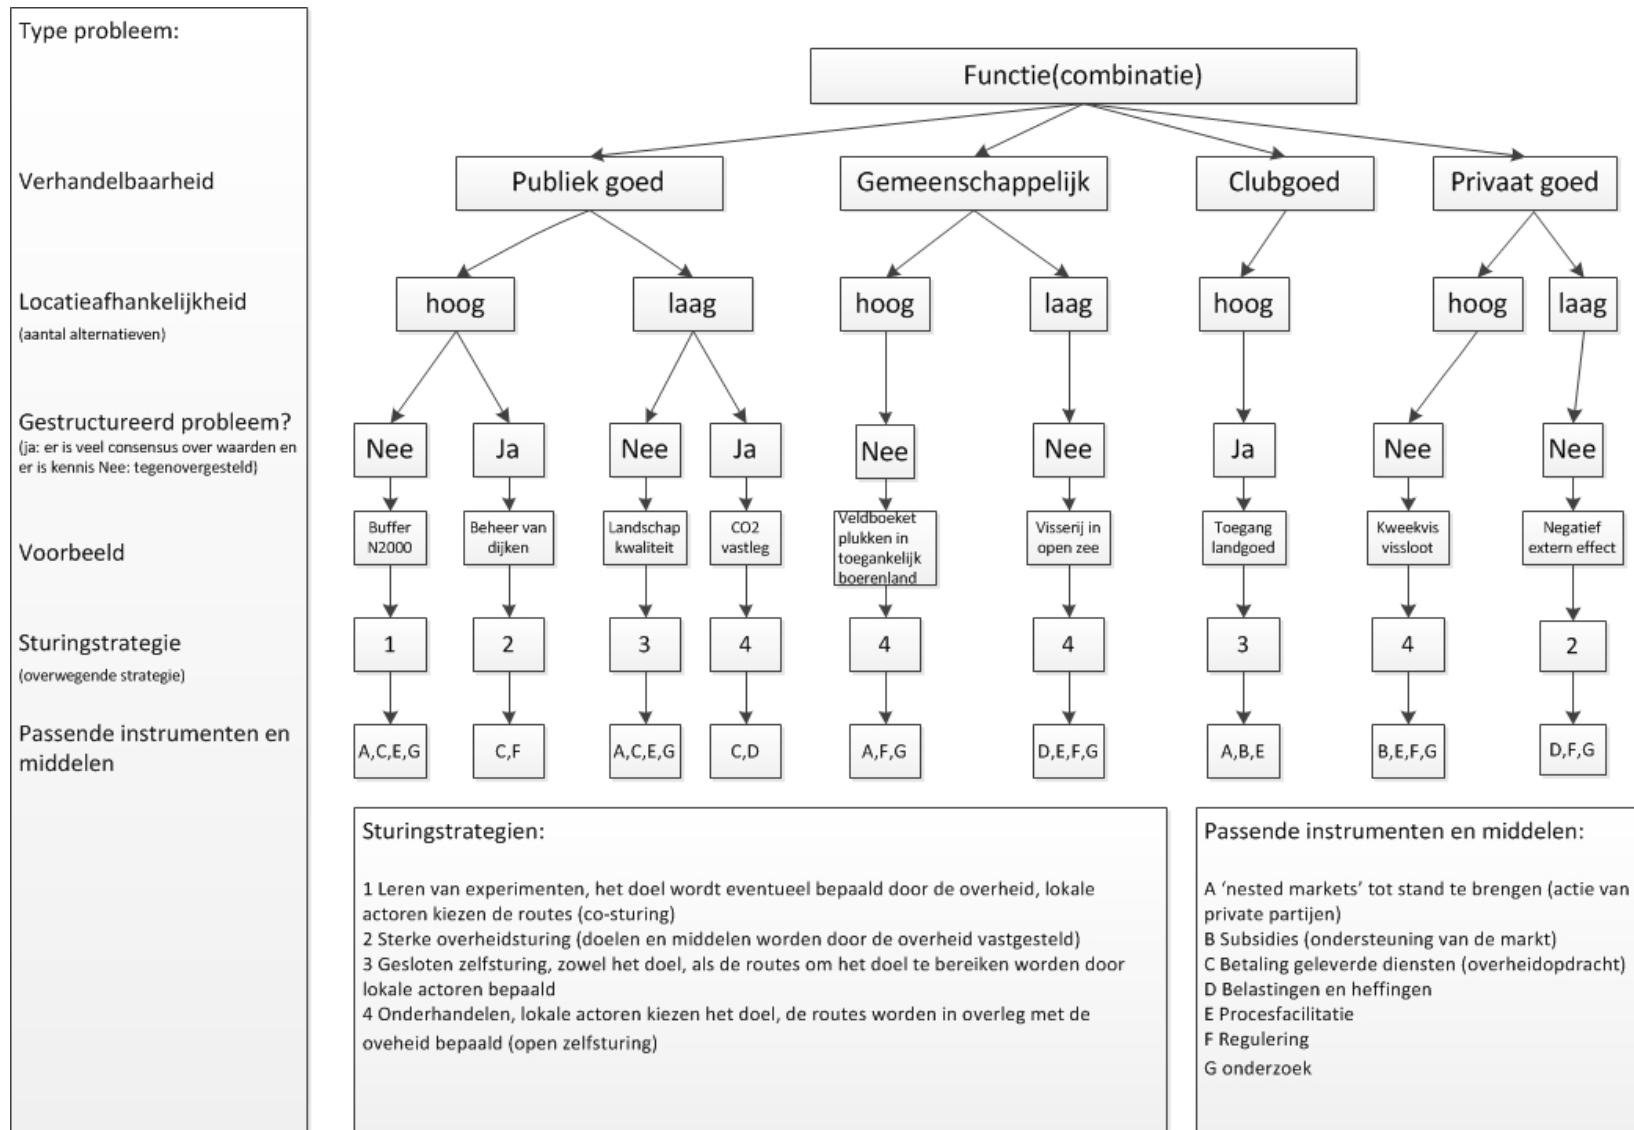 Type probleem:
Functie(combinatie)
Verhandelbaarheid
Publiek goed
Gemeenschappelijk
Clubgoed
Privaat goed
Locatieafhankelijkheid
(aantal alternatieven)
hoog
laag
hoog
laag
hoog
hoog
laag
Gestructureerd probleem?
(ja: er is veel consensus over waarden en
er is kennis Nee: tegenovergesteld)
Nee
Ja
Nee
Ja
Nee
Nee
Ja
Nee
Nee
Voorbeeld
Buffer
N2000
Beheer van
dijken
Landschap
kwaliteit
CO2
vastleg
Veldboeket
plukken in
toegankelijk
boerenland
Visserij in
open zee
Toegang
landgoed
Kweekvis
vissloot
Negatief
extern effect
Sturingstrategie
(overwegende strategie)
1
2
3
4
4
4
3
4
2
Passende instrumenten en
middelen
A,C,E,G
C,F
A,C,E,G
C,D
A,F,G
D,E,F,G
A,B,E
B,E,F,G
D,F,G
Sturingstrategien:
1 Leren van experimenten, het doel wordt eventueel bepaald door de overheid, lokale
actoren kiezen de routes (co-sturing)
2 Sterke overheidsturing (doelen en middelen worden door de overheid vastgesteld)
3 Gesloten zelfsturing, zowel het doel, als de routes om het doel te bereiken worden door
lokale actoren bepaald
4 Onderhandelen, lokale actoren kiezen het doel, de routes worden in overleg met de
oveheid bepaald (open zelfsturing)
Passende instrumenten en middelen:
A ‘nested markets’ tot stand te brengen (actie van
private partijen)
B Subsidies (ondersteuning van de markt)
C Betaling geleverde diensten (overheidopdracht)
D Belastingen en heffingen
E Procesfacilitatie
F Regulering
G onderzoek